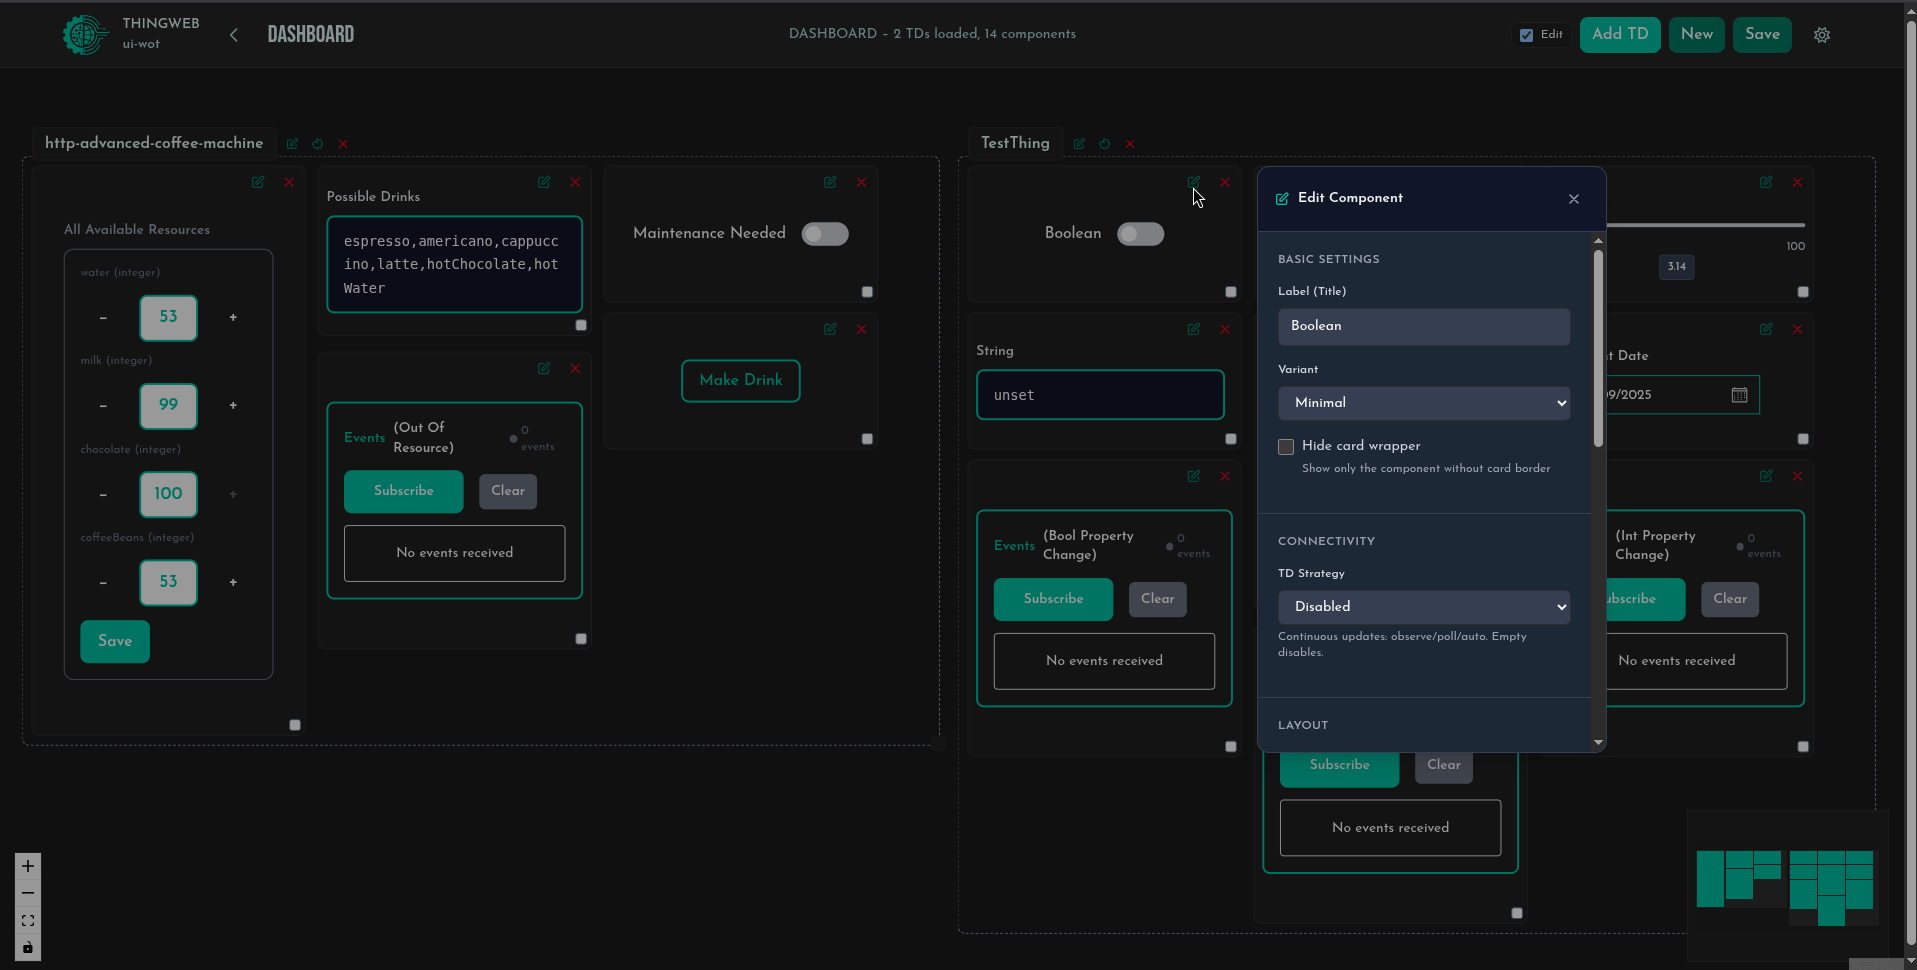 THINGWEB
ui-wot
DASHBOARD
DASHBOARD – 2 TDs loaded, 14 components
Edit
Add TD
New
Save
http-advanced-coffee-machine
All Available Resources
water (integer)
− 53 +
milk (integer)
− 99 +
chocolate (integer)
− 100 +
coffeeBeans (integer)
− 53 +
Save
Possible Drinks
espresso,americano,cappucc
ino,latte,hotChocolate,hot
Water
Events
(Out Of
Resource)
0
events
Subscribe
Clear
No events received
Maintenance Needed
Make Drink
TestThing
Boolean
String
unset
Events
(Bool Property
Change)
0
events
Subscribe
Clear
No events received
Edit Component
BASIC SETTINGS
Label (Title)
Boolean
Variant
Minimal
Hide card wrapper
Show only the component without card border
CONNECTIVITY
TD Strategy
Disabled
Continuous updates: observe/poll/auto. Empty
disables.
LAYOUT
Subscribe
Clear
No events received
100
3.14
Date
9/2025
(Int Property
Change)
0
events
ubscribe
Clear
No events received